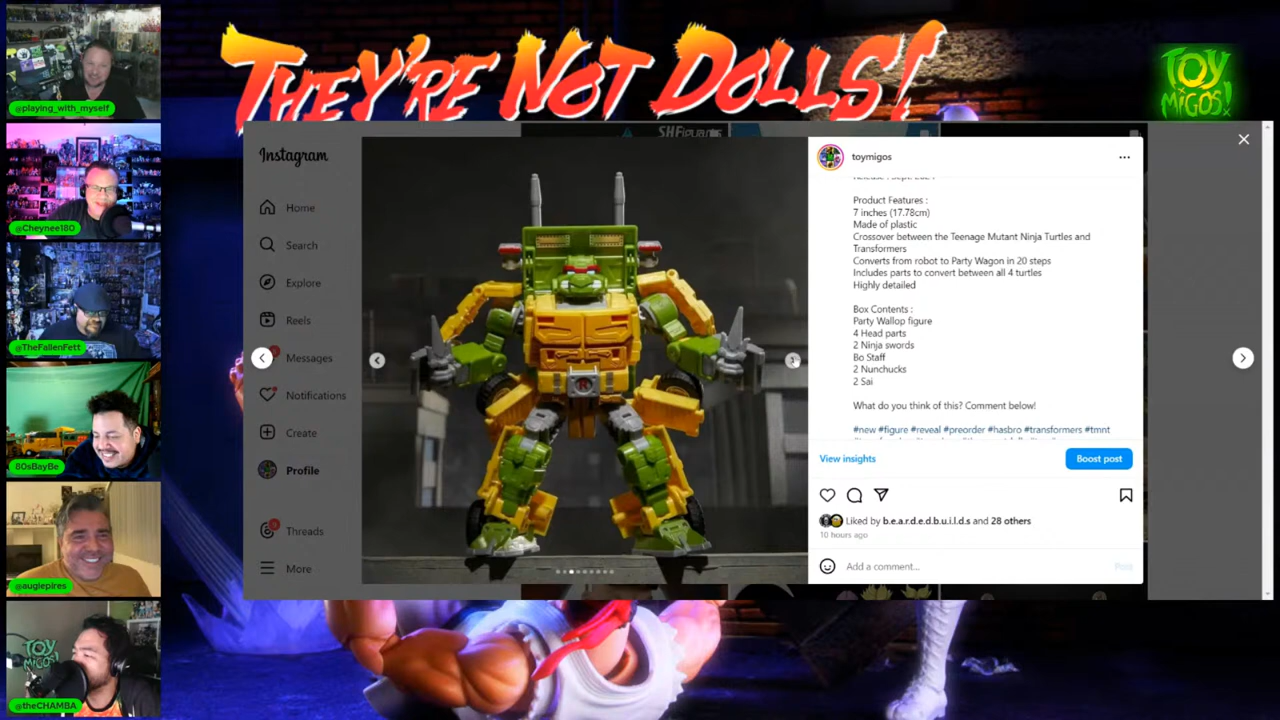 THEY'RE NOT DOLLS!
TOY
MiGOS!
@playing_with_myself
@Cheynee180
@TheFallenFett
80sBayBe
@augiepires
TOY
MiGOS!
@theCHAMBA
S.H.Figuarts
Instagram
Home
Search
Explore
Reels
Messages
Notifications
Create
Profile
Threads
More
toymigos
Product Features :
7 inches (17.78cm)
Made of plastic
Crossover between the Teenage Mutant Ninja Turtles and
Transformers
Converts from robot to Party Wagon in 20 steps
Includes parts to convert between all 4 turtles
Highly detailed
Box Contents :
Party Wallop figure
4 Head parts
2 Ninja swords
Bo Staff
2 Nunchucks
2 Sai
What do you think of this? Comment below!
#new #figure #reveal #preorder #hasbro #transformers #tmnt
View insights
Boost post
Liked by b.e.a.r.d.e.d.b.u.i.l.d.s and 28 others
10 hours ago
Add a comment...
Post